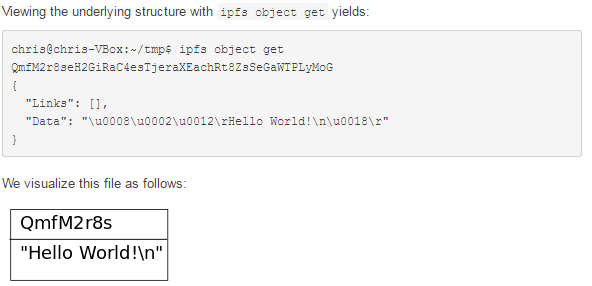 Viewing the underlying structure with ipfs object get yields:
chris@chris-VBox:~/tmp$ ipfs object get
QmfM2r8seH2GiRaC4esTjeraXEachRt8ZsSeGaWTPLyMoG
{
  "Links": [],
  "Data": "\u0008\u0002\u0012\rHello World!\n\u0018\r"
}
We visualize this file as follows:
QmfM2r8s
"Hello World!\n"